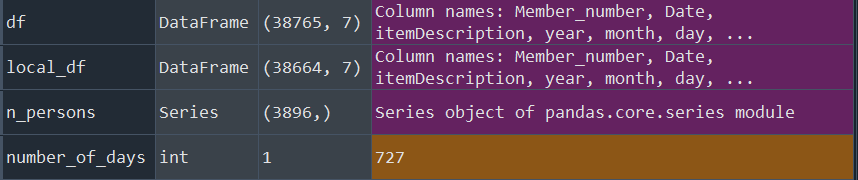 df DataFrame (38765, 7) Column names: Member_number, Date,
itemDescription, year, month, day, ...
local_df DataFrame (38664, 7) Column names: Member_number, Date,
itemDescription, year, month, day, ...
n_persons Series (3896,) Series object of pandas.core.series module
number_of_days int 1 727